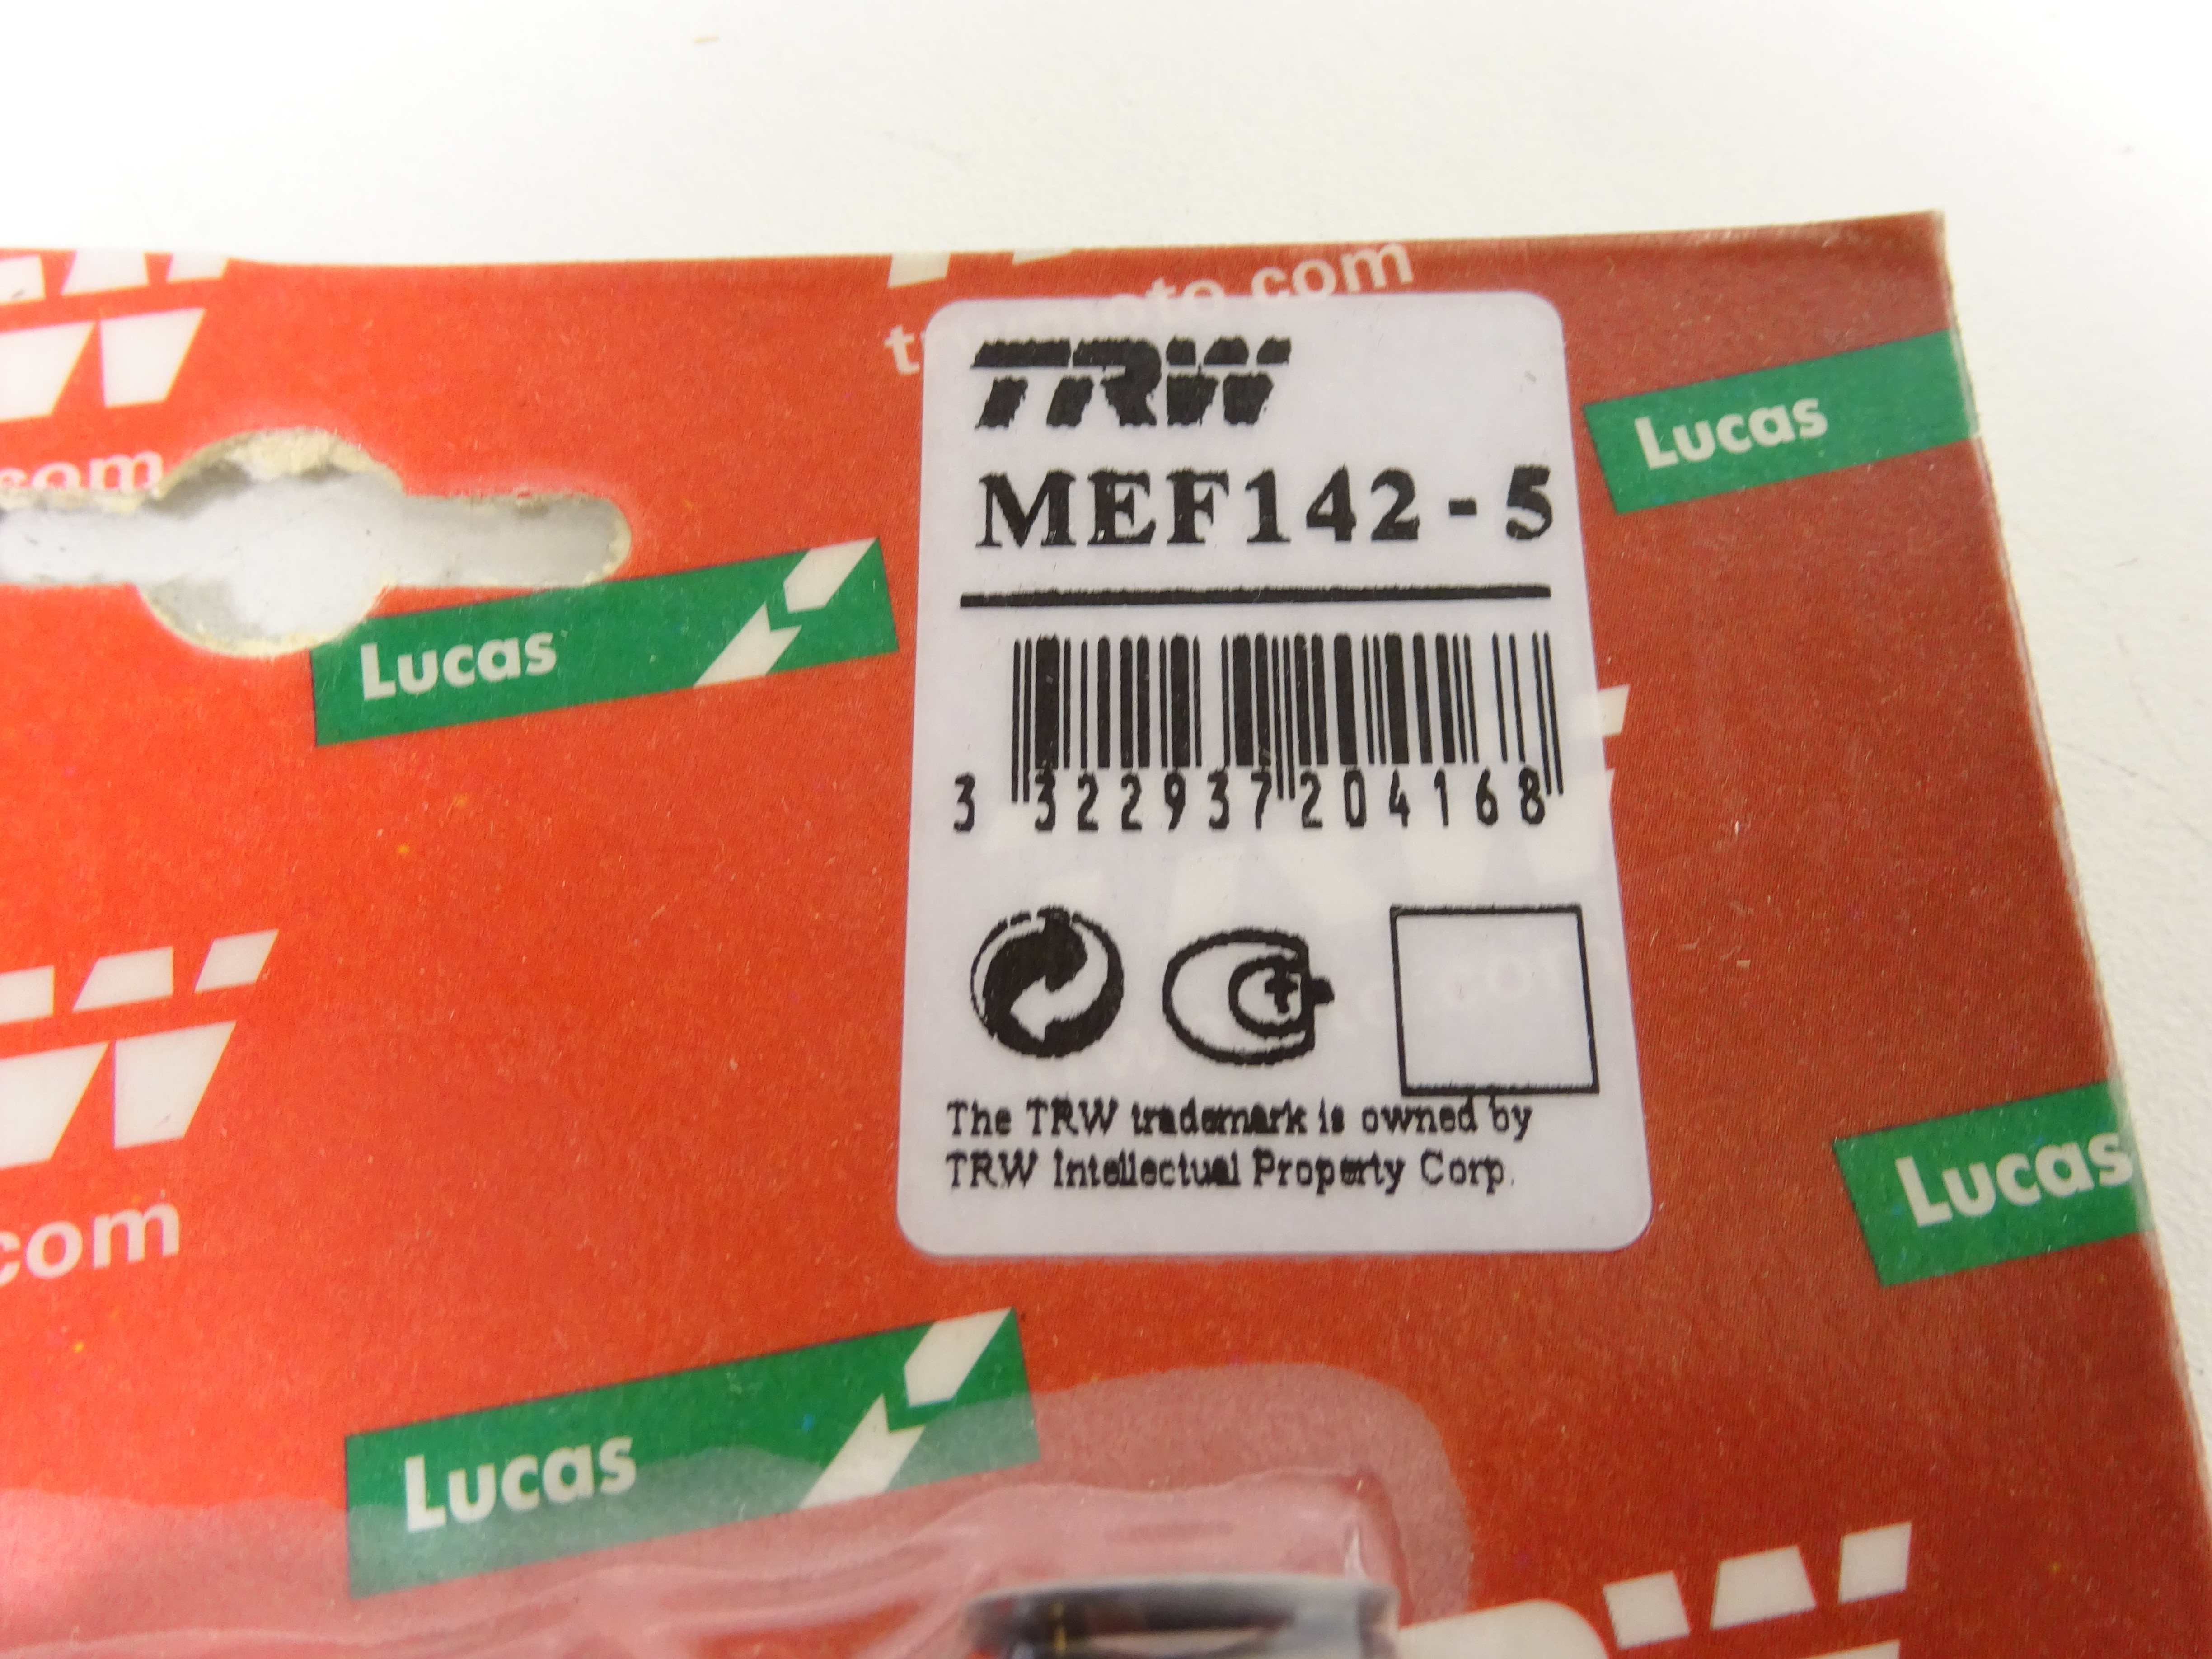 com
TRW
Lucas
MEF142-5
com
Lucas
3 322937 204168
The TRW trademark is owned by
TRW Intellectual Property Corp.
Lucas
com
Lucas